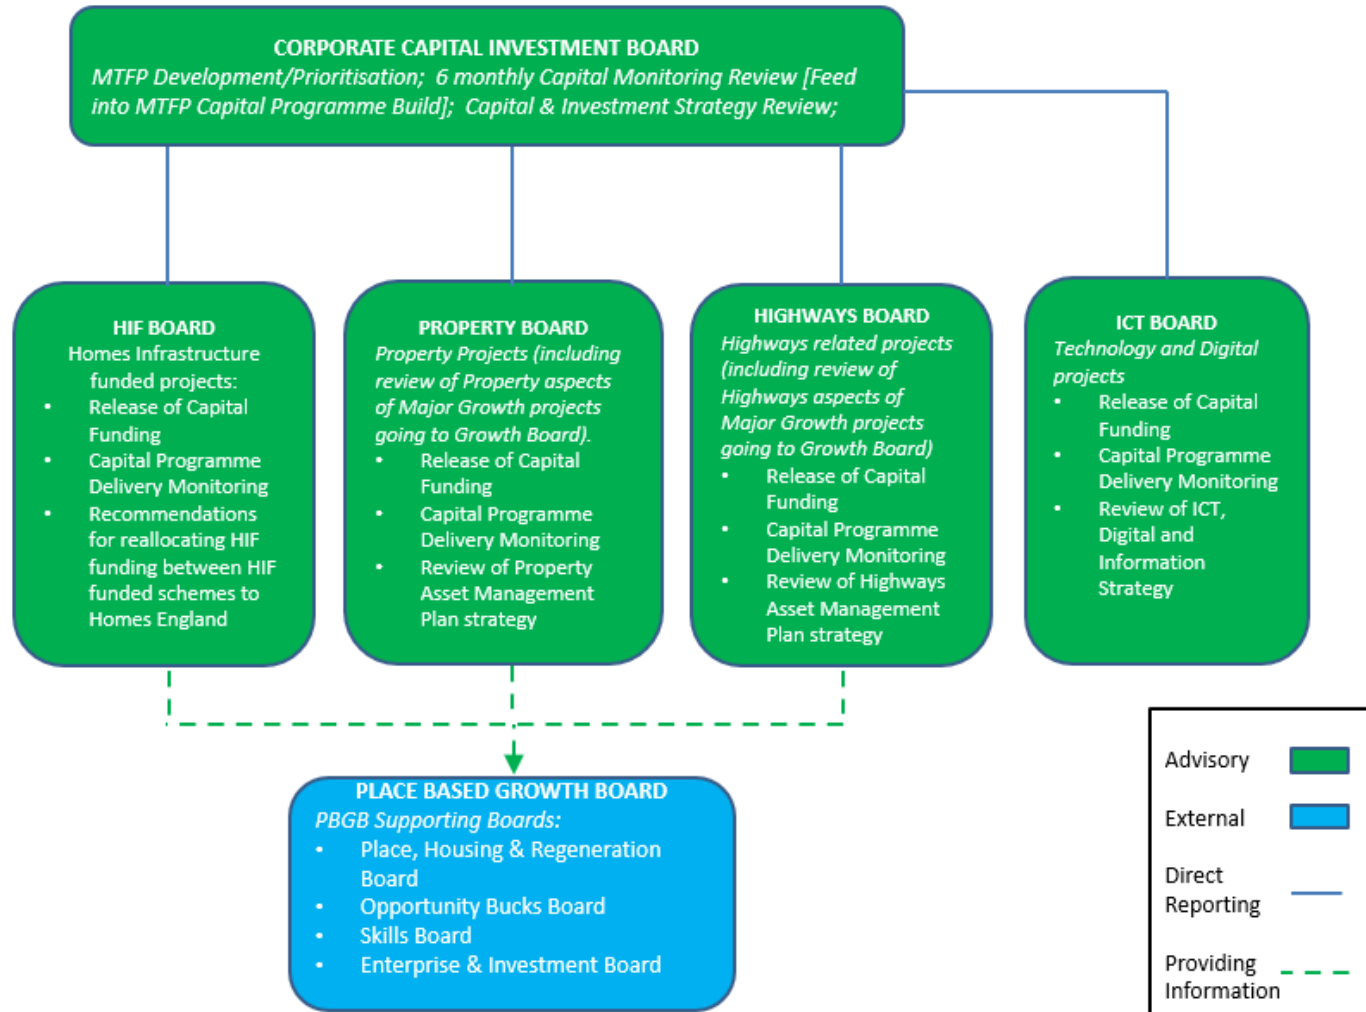 CORPORATE CAPITAL INVESTMENT BOARD
MTFP Development/Prioritisation; 6 monthly Capital Monitoring Review [Feed
into MTFP Capital Programme Build]; Capital & Investment Strategy Review;
HIF BOARD
Homes Infrastructure
funded projects:
• Release of Capital
Funding
• Capital Programme
Delivery Monitoring
• Recommendations
for reallocating HIF
funding between HIF
funded schemes to
Homes England
PROPERTY BOARD
Property Projects (including
review of Property aspects
of Major Growth projects
going to Growth Board).
• Release of Capital
Funding
• Capital Programme
Delivery Monitoring
• Review of Property
Asset Management
Plan strategy
HIGHWAYS BOARD
Highways related projects
(including review of
Highways aspects of
Major Growth projects
going to Growth Board)
• Release of Capital
Funding
• Capital Programme
Delivery Monitoring
• Review of Highways
Asset Management
Plan strategy
ICT BOARD
Technology and Digital
projects
• Release of Capital
Funding
• Capital Programme
Delivery Monitoring
• Review of ICT,
Digital and
Information
Strategy
PLACE BASED GROWTH BOARD
PBGB Supporting Boards:
• Place, Housing & Regeneration
Board
• Opportunity Bucks Board
• Skills Board
• Enterprise & Investment Board
Advisory
External
Direct
Reporting
Providing
Information